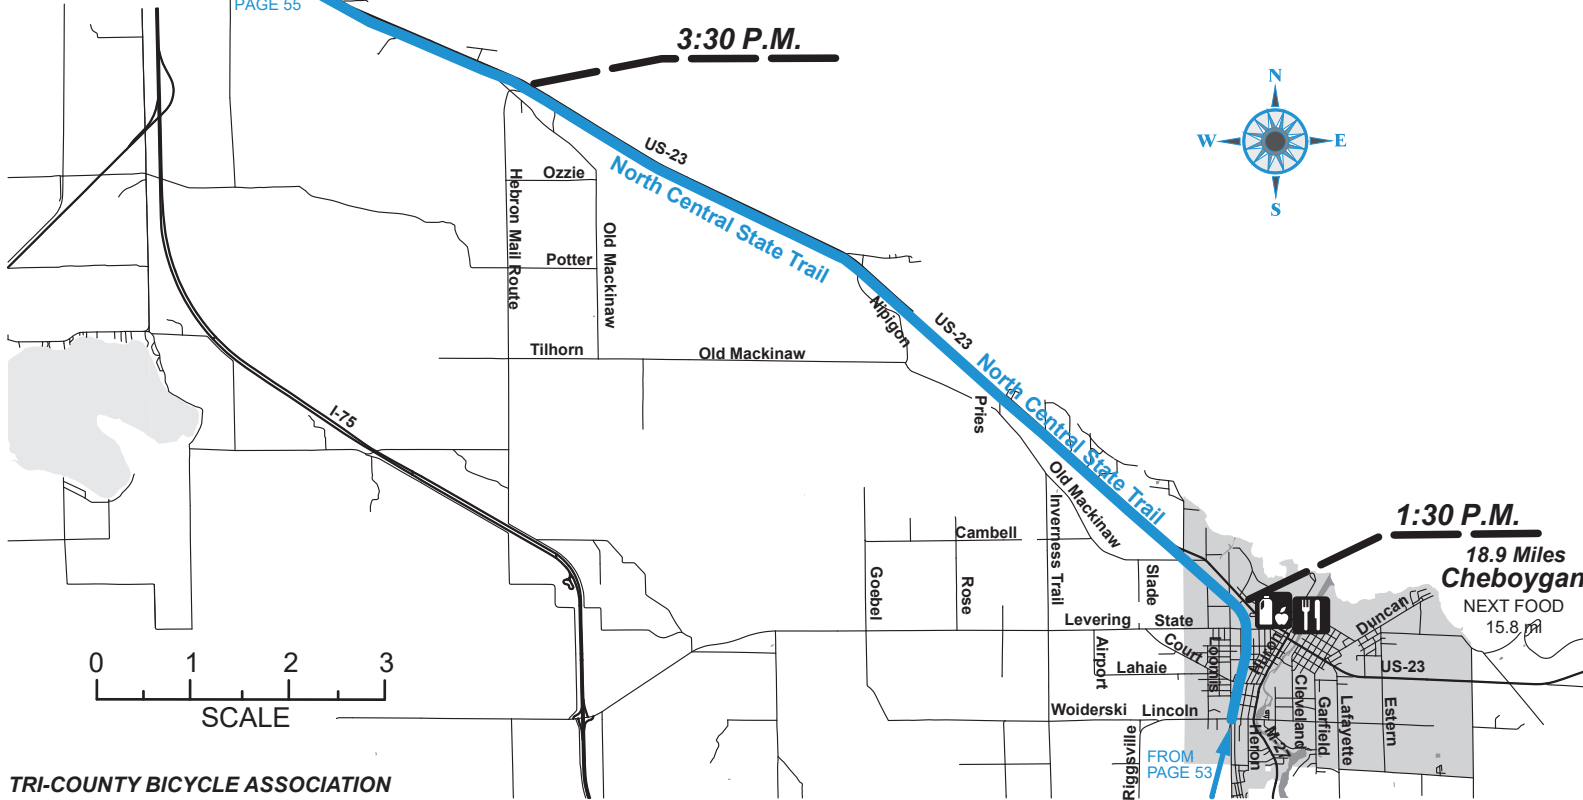 PAGE 55
3:30 P.M.
N
W
E
S
US-23
North Central State Trail
Ozzie
Hebron Mail Route
Old Mackinaw
Potter
Nipigon
US-23
Tilhorn
Old Mackinaw
North Central State Trail
Pries
I-75
Old Mackinaw
Inverness Trail
1:30 P.M.
18.9 Miles
Cheboygan
NEXT FOOD
15.8 mi
Cambell
Goebel
Rose
Slade
Duncan
Levering
State
Court
Loomis
Huron
Airport
Lahaie
US-23
0
1
2
3
SCALE
Cleveland
Garfield
Lafayette
Estern
Woiderski
Lincoln
Riggsville
Heron
M-27
FROM
PAGE 53
TRI-COUNTY BICYCLE ASSOCIATION